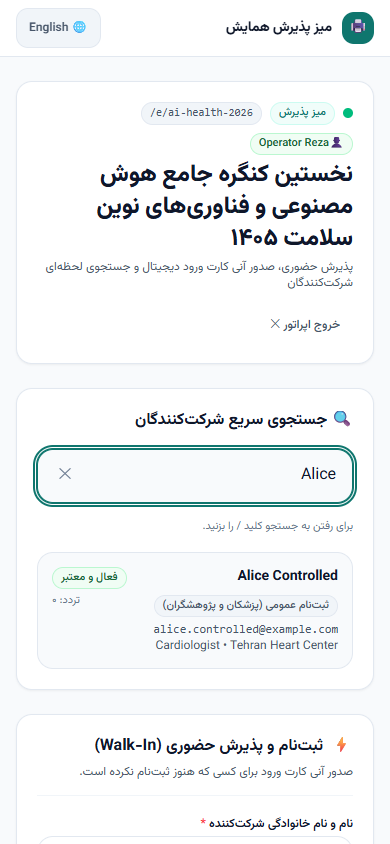 میز پذیرش همایش
English
میز پذیرش
/e/ai-health-2026
Operator Reza
نخستین کنگره جامع هوش
مصنوعی و فناوری‌های نوین
سلامت ۱۴۰۵
پذیرش حضوری، صدور آنی کارت ورود دیجیتال و جستجوی لحظه‌ای
شرکت‌کنندگان
خروج اپراتور
جستجوی سریع شرکت‌کنندگان
Alice
برای رفتن به جستجو کلید / را بزنید.
Alice Controlled
فعال و معتبر
ثبت‌نام عمومی (پزشکان و پژوهشگران)
تردد: ۰
alice.controlled@example.com
Cardiologist • Tehran Heart Center
ثبت‌نام و پذیرش حضوری (Walk-In)
صدور آنی کارت ورود برای کسی که هنوز ثبت‌نام نکرده است.
نام و نام خانوادگی شرکت‌کننده *